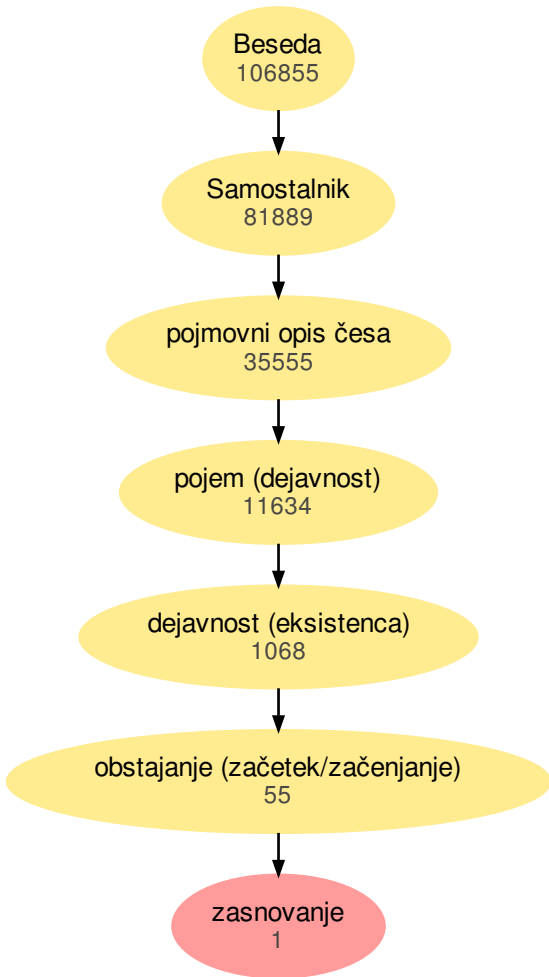 Beseda
106855
Samostalnik
81889
pojmovni opis česa
35555
pojem (dejavnost)
11634
dejavnost (eksistenca)
1068
obstajanje (začetek/začenjanje)
55
zasnovanje
1